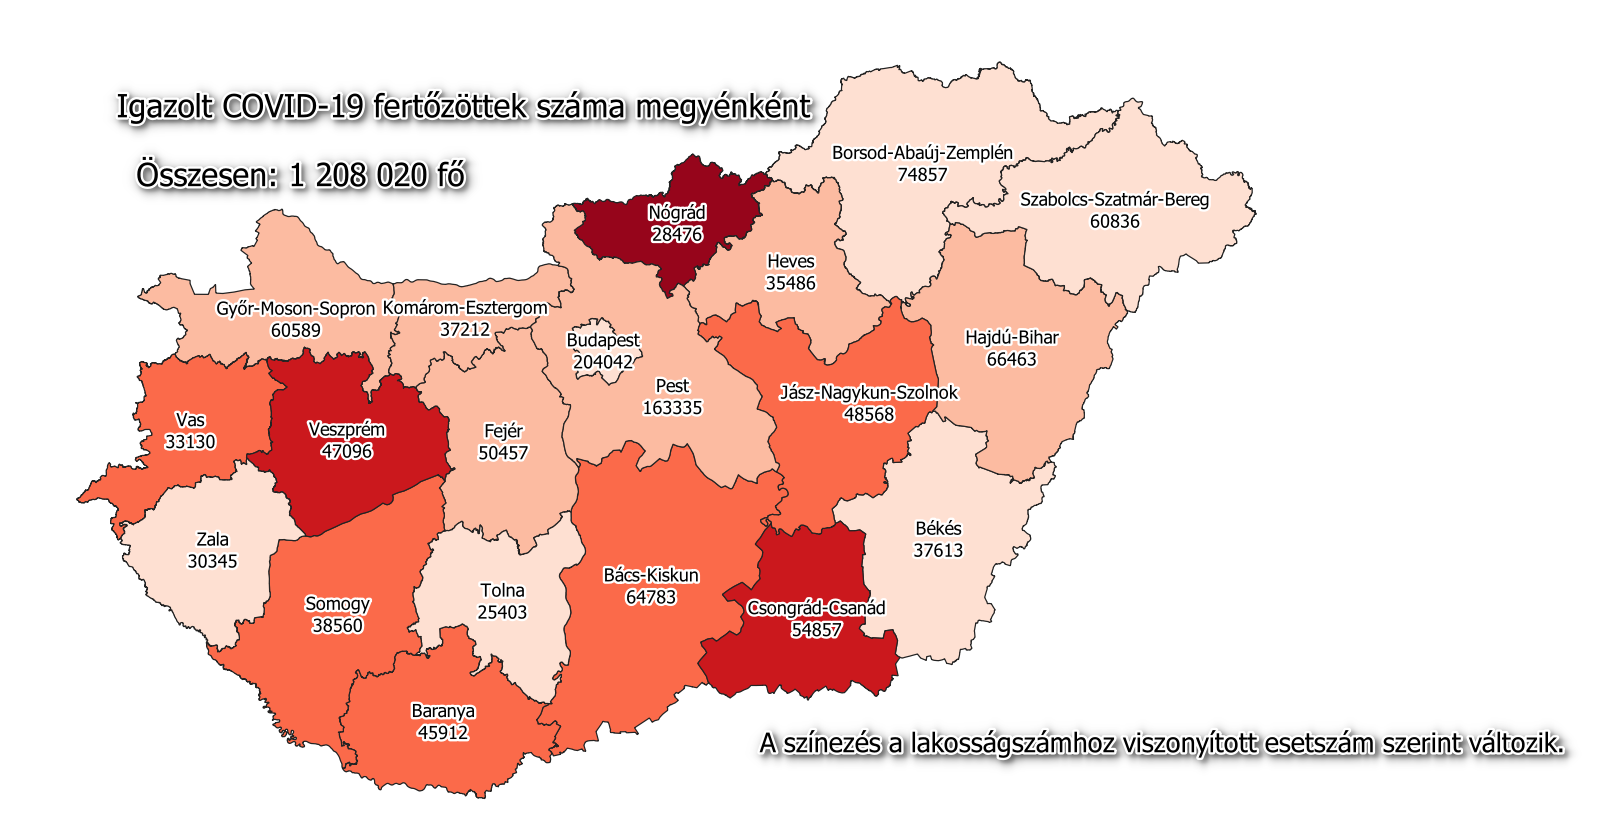 Igazolt COVID-19 fertőzöttek száma megyénként
Összesen: 1 208 020 fő
Borsod-Abaúj-Zemplén
74857
Szabolcs-Szatmár-Bereg
60836
Nógrád
28476
Heves
35486
Győr-Moson-Sopron
60589
Komárom-Esztergom
37212
Budapest
204042
Hajdú-Bihar
66463
Pest
163335
Jász-Nagykun-Szolnok
48568
Vas
33130
Veszprém
47096
Fejér
50457
Zala
30345
Békés
37613
Somogy
38560
Tolna
25403
Bács-Kiskun
64783
Csongrád-Csanád
54857
Baranya
45912
A színezés a lakosságszámhoz viszonyított esetszám szerint változik.